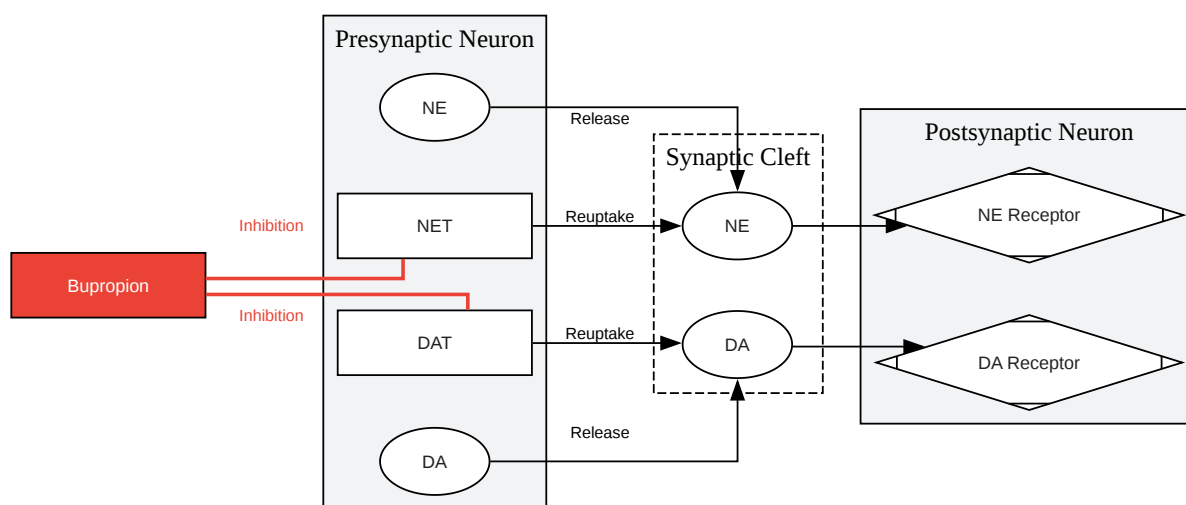 Presynaptic Neuron
NE
Release
Postsynaptic Neuron
Synaptic Cleft
Inhibition
NET
Reuptake
NE
NE Receptor
Bupropion
Inhibition
DAT
Reuptake
DA
DA Receptor
Release
DA